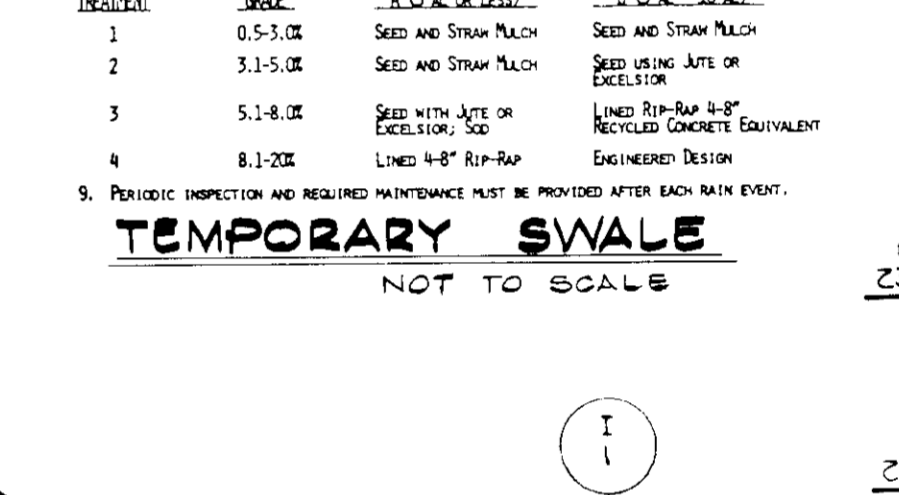 TREATMENT GRADE
1 0.5-3.0% SEED AND STRAW MULCH SEED AND STRAW MULCH
2 3.1-5.0% SEED AND STRAW MULCH SEED USING JUTE OR
EXCELSIOR
3 5.1-8.0% SEED WITH JUTE OR LINED RIP-RAP 4-8"
EXCELSIOR; SOD RECYCLED CONCRETE EQUIVALENT
4 8.1-20% LINED 4-8" RIP-RAP ENGINEERED DESIGN
9. PERIODIC INSPECTION AND REQUIRED MAINTENANCE MUST BE PROVIDED AFTER EACH RAIN EVENT.
TEMPORARY SWALE
NOT TO SCALE
I
1